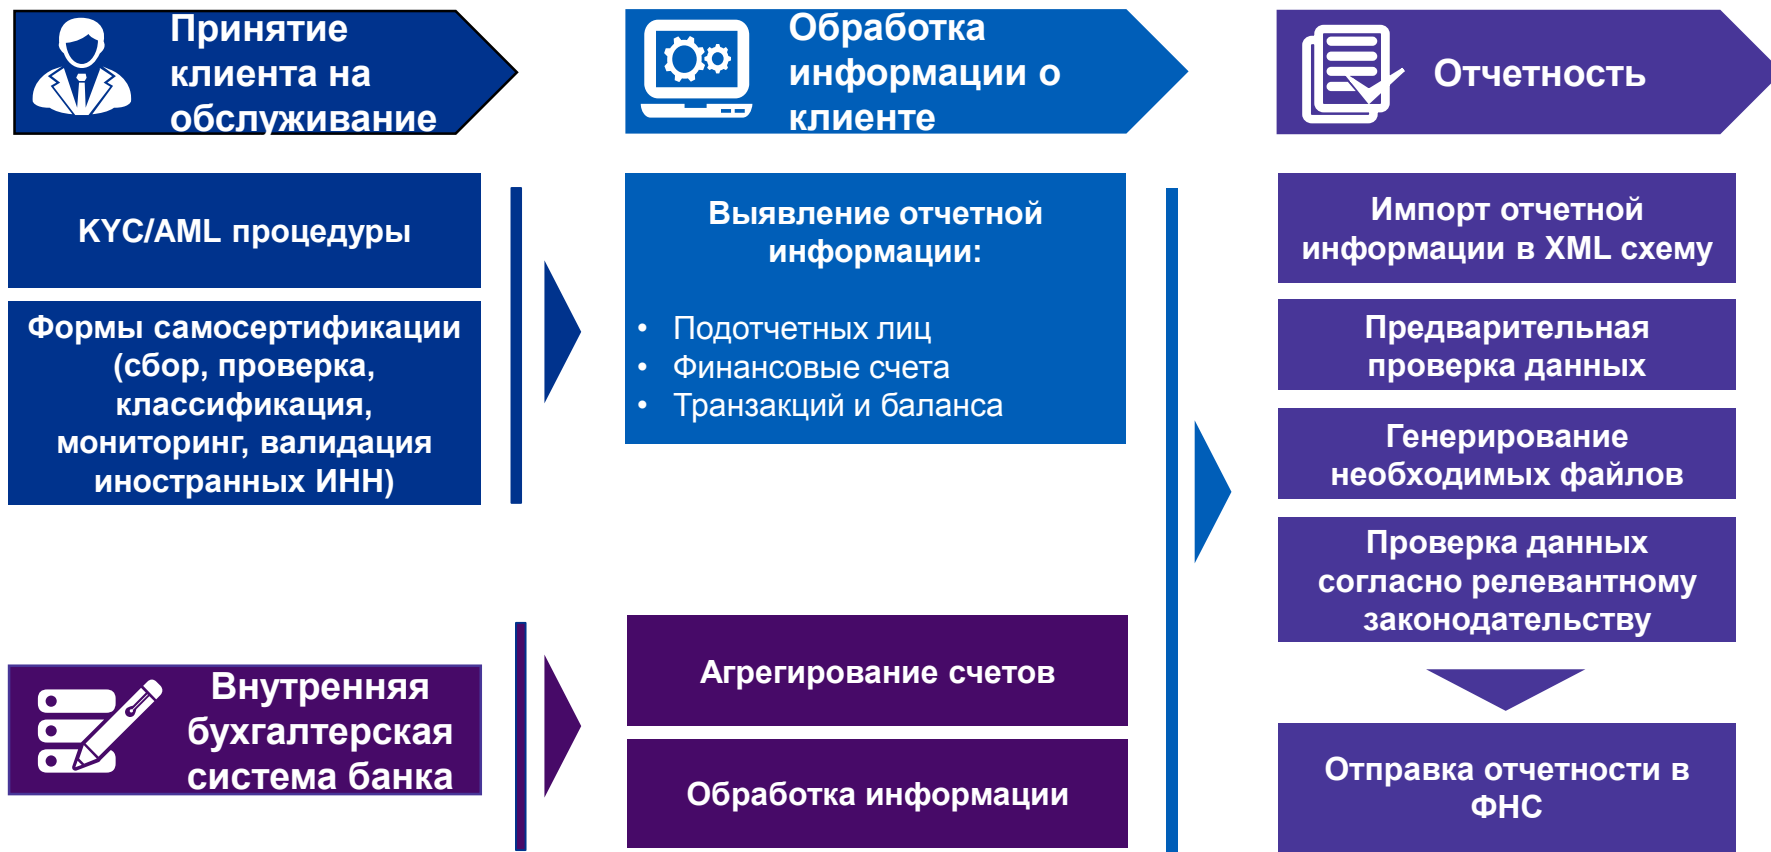 Принятие
клиента на
обслуживание
Обработка
информации о
клиенте
Отчетность
KYC/AML процедуры
Формы самосертификации
(сбор, проверка,
классификация,
мониторинг, валидация
иностранных ИНН)
Выявление отчетной
информации:
• Подотчетных лиц
• Финансовые счета
• Транзакций и баланса
Импорт отчетной
информации в XML схему
Предварительная
проверка данных
Генерирование
необходимых файлов
Проверка данных
согласно релевантному
законодательству
Внутренняя
бухгалтерская
система банка
Агрегирование счетов
Обработка информации
Отправка отчетности в
ФНС